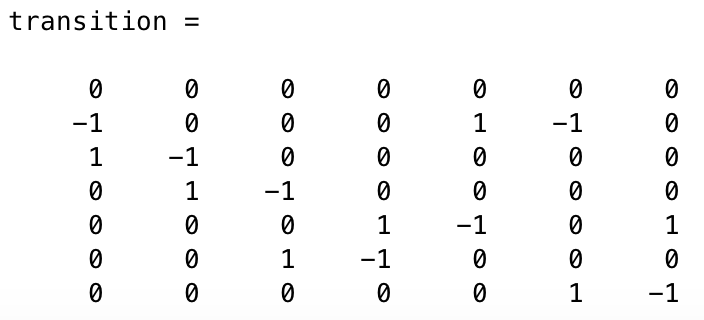 transition =
0 0 0 0 0 0 0
−1 0 0 0 1 −1 0
1 −1 0 0 0 0 0
0 1 −1 0 0 0 0
0 0 0 1 −1 0 1
0 0 1 −1 0 0 0
0 0 0 0 0 1 −1